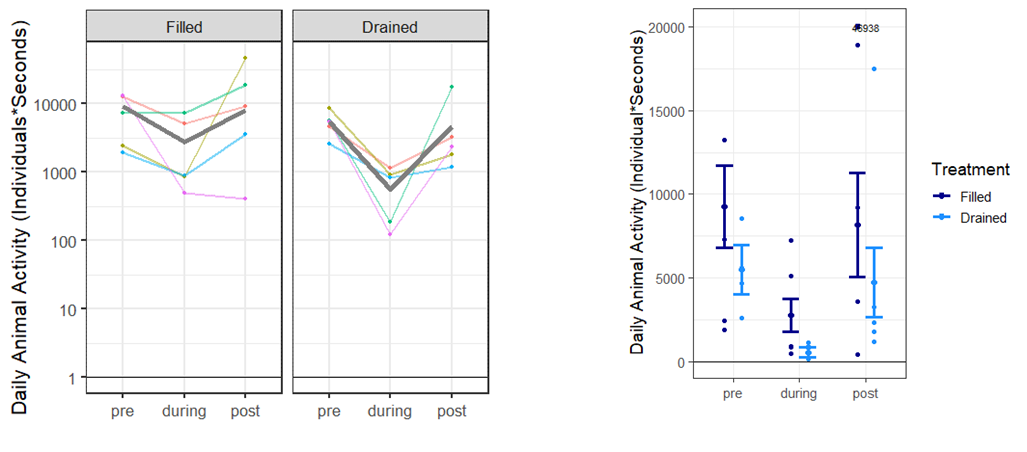 Filled
Drained
Daily Animal Activity (Individuals*Seconds)
10000
1000
100
10
1
pre
during
post
pre
during
post
Daily Animal Activity (Individual*Seconds)
20000
15000
10000
5000
0
pre
during
post
Treatment
Filled
Drained